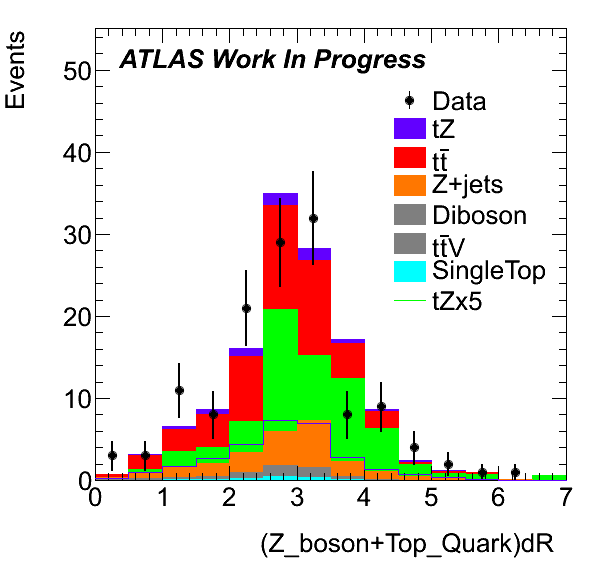 Events
ATLAS Work In Progress
50
40
30
20
10
0
Data
tZ
tt̄
Z+jets
Diboson
tt̄V
SingleTop
tZx5
0 1 2 3 4 5 6 7
(Z_boson+Top_Quark)dR